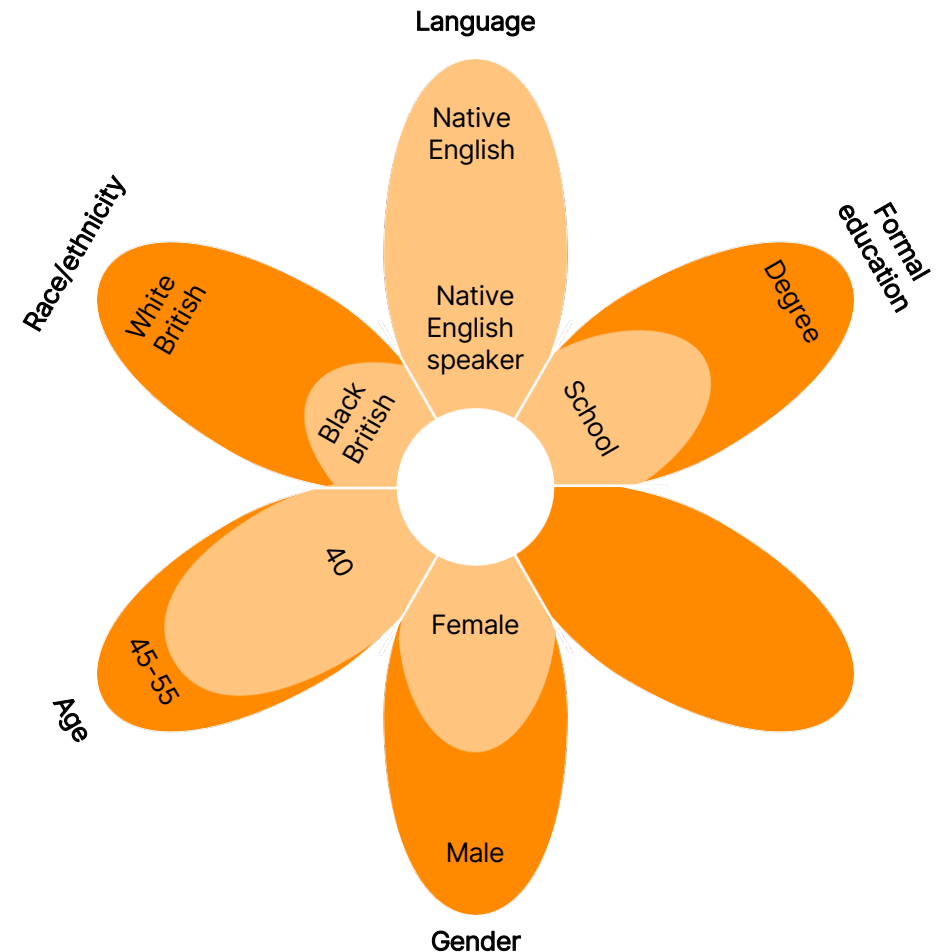 Language
Native
English
Native
English
speaker
Race/ethnicity
White
British
Black
British
Formal
education
Degree
School
40
45-55
Age
Female
Male
Gender